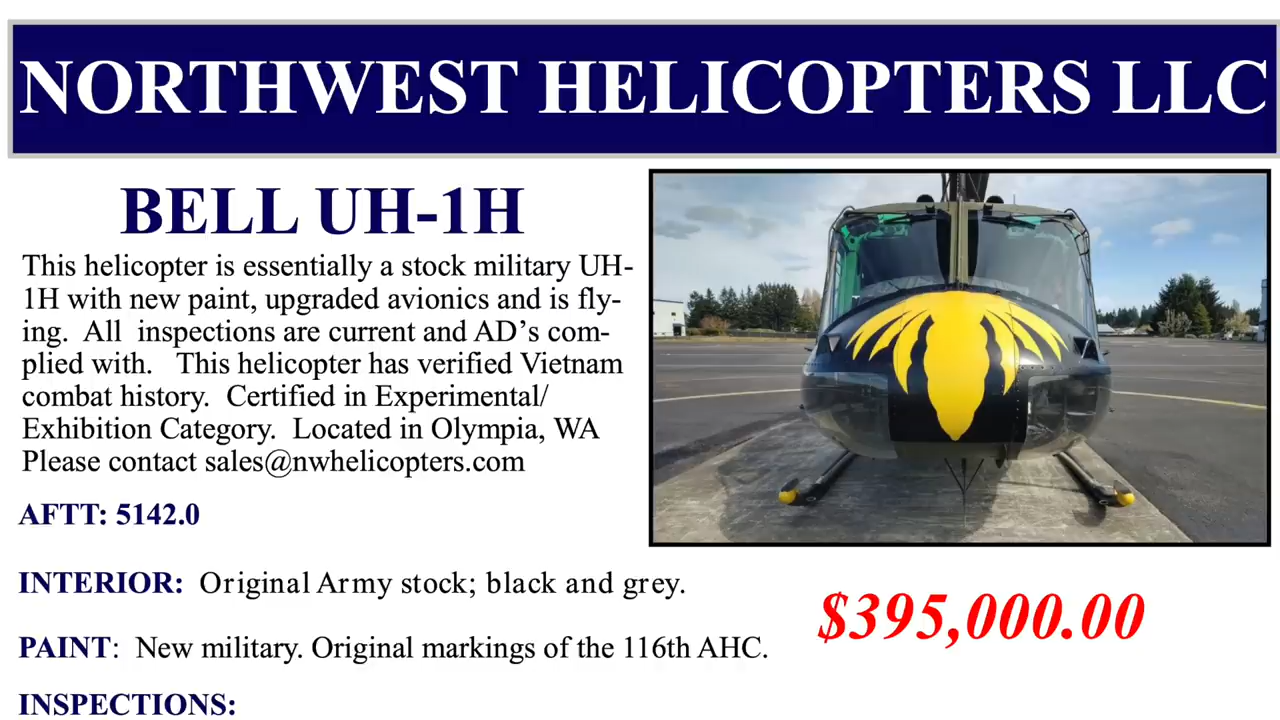 NORTHWEST HELICOPTERS LLC
BELL UH-1H
This helicopter is essentially a stock military UH-
1H with new paint, upgraded avionics and is fly-
ing.  All  inspections are current and AD’s com-
plied with.   This helicopter has verified Vietnam
combat history.  Certified in Experimental/
Exhibition Category.  Located in Olympia, WA
Please contact sales@nwhelicopters.com
AFTT: 5142.0
INTERIOR:  Original Army stock; black and grey.
$395,000.00
PAINT:  New military. Original markings of the 116th AHC.
INSPECTIONS: